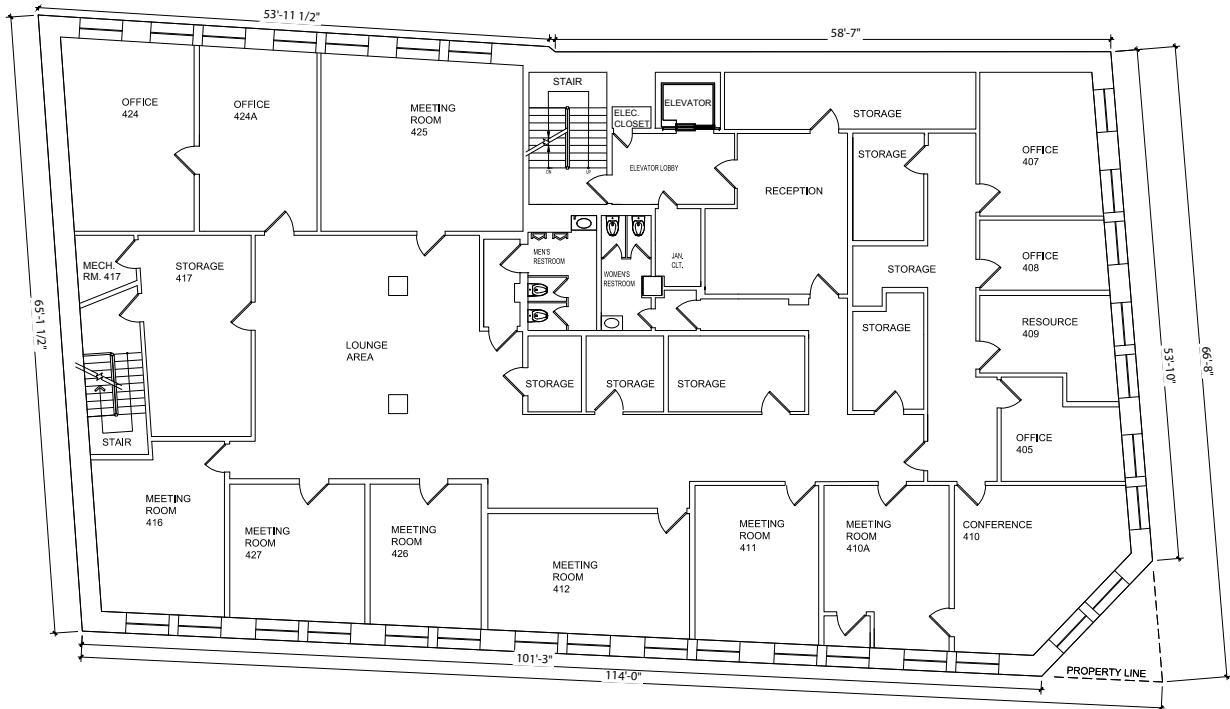 53'-11 1/2"
58'-7"
STAIR
ELEVATOR
ELEC.
CLOSET
STORAGE
OFFICE
424
OFFICE
424A
MEETING
ROOM
425
DN
UP
ELEVATOR LOBBY
RECEPTION
STORAGE
OFFICE
407
MECH.
RM. 417
STORAGE
417
MEN'S
RESTROOM
WOMEN'S
RESTROOM
JAN.
CLT.
STORAGE
OFFICE
408
65'-1 1/2"
LOUNGE
AREA
STORAGE
RESOURCE
409
53'-10"
66'-8"
STORAGE
STORAGE
STORAGE
STAIR
OFFICE
405
MEETING
ROOM
416
MEETING
ROOM
427
MEETING
ROOM
426
MEETING
ROOM
412
MEETING
ROOM
411
MEETING
ROOM
410A
CONFERENCE
410
101'-3"
114'-0"
PROPERTY LINE